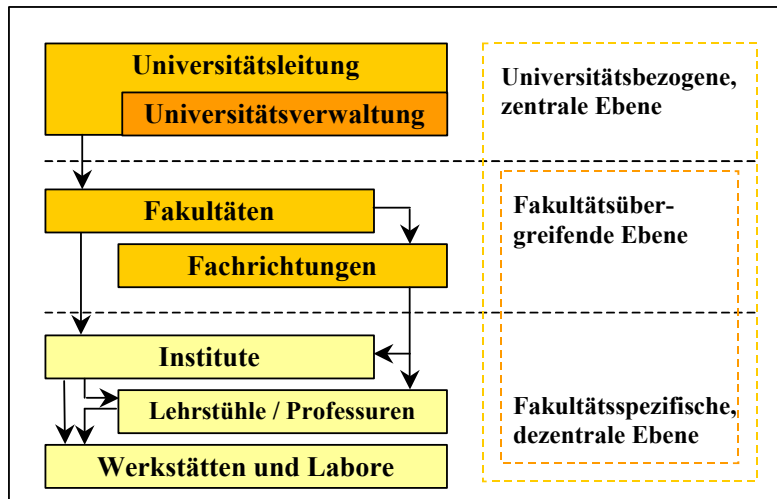 Universitätsleitung
Universitätsverwaltung
Universitätsbezogene,
zentrale Ebene
Fakultäten
Fachrichtungen
Fakultätsüber-
greifende Ebene
Institute
Lehrstühle / Professuren
Werkstätten und Labore
Fakultätsspezifische,
dezentrale Ebene